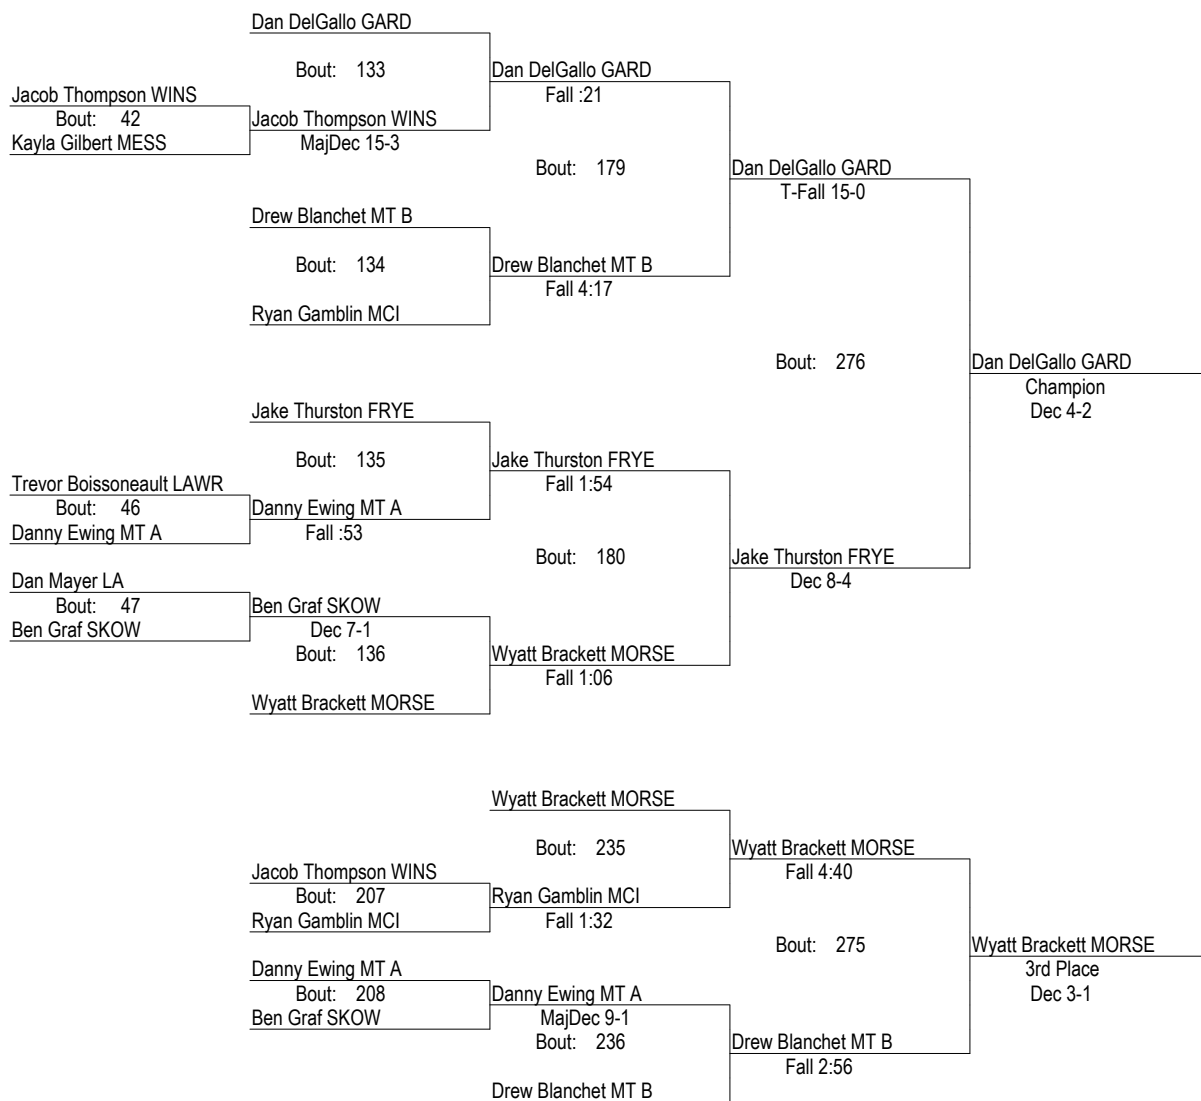 Dan DelGallo GARD
Bout: 133
Dan DelGallo GARD
Jacob Thompson WINS
Fall :21
Bout: 42
Jacob Thompson WINS
Kayla Gilbert MESS
MajDec 15-3
Bout: 179
Dan DelGallo GARD
T-Fall 15-0
Drew Blanchet MT B
Bout: 134
Drew Blanchet MT B
Fall 4:17
Ryan Gamblin MCI
Bout: 276
Dan DelGallo GARD
Champion
Dec 4-2
Jake Thurston FRYE
Bout: 135
Jake Thurston FRYE
Fall 1:54
Trevor Boissoneault LAWR
Bout: 46
Danny Ewing MT A
Danny Ewing MT A
Fall :53
Bout: 180
Jake Thurston FRYE
Dec 8-4
Dan Mayer LA
Bout: 47
Ben Graf SKOW
Ben Graf SKOW
Dec 7-1
Bout: 136
Wyatt Brackett MORSE
Fall 1:06
Wyatt Brackett MORSE
Wyatt Brackett MORSE
Bout: 235
Wyatt Brackett MORSE
Fall 4:40
Jacob Thompson WINS
Bout: 207
Ryan Gamblin MCI
Ryan Gamblin MCI
Fall 1:32
Bout: 275
Wyatt Brackett MORSE
3rd Place
Dec 3-1
Danny Ewing MT A
Bout: 208
Danny Ewing MT A
Ben Graf SKOW
MajDec 9-1
Bout: 236
Drew Blanchet MT B
Fall 2:56
Drew Blanchet MT B